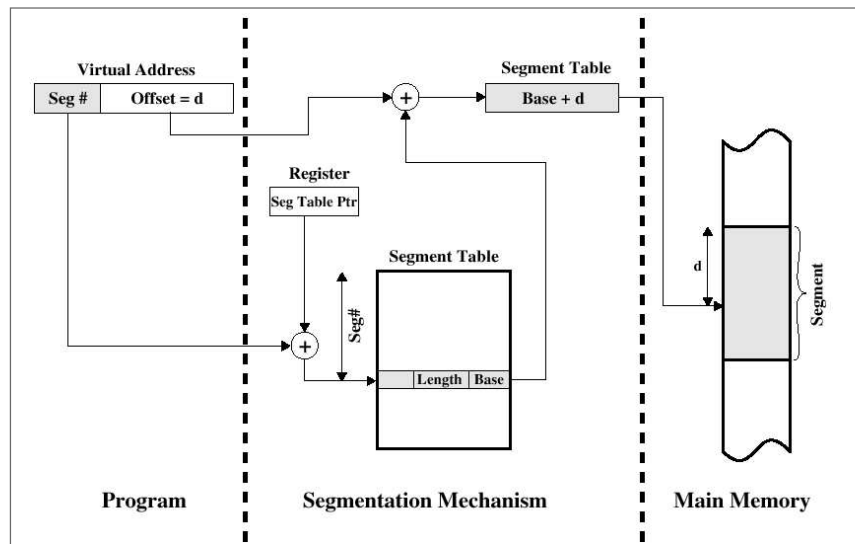 Virtual Address
Seg # Offset = d
Segment Table
Base + d
Register
Seg Table Ptr
Segment Table
Seg#
Length Base
d
Segment
Program
Segmentation Mechanism
Main Memory